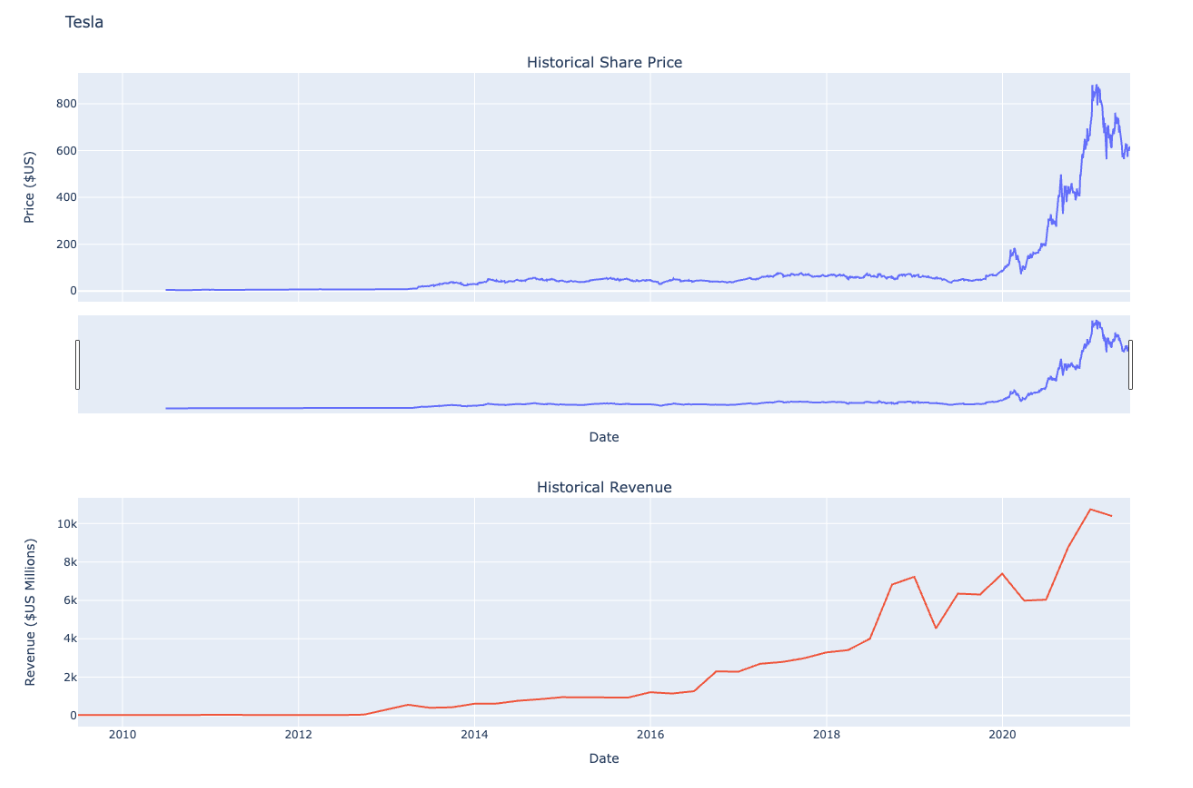 Tesla
Historical Share Price
Price ($US)
800
600
400
200
0
Date
Historical Revenue
Revenue ($US Millions)
10k
8k
6k
4k
2k
0
2010 2012 2014 2016 2018 2020
Date